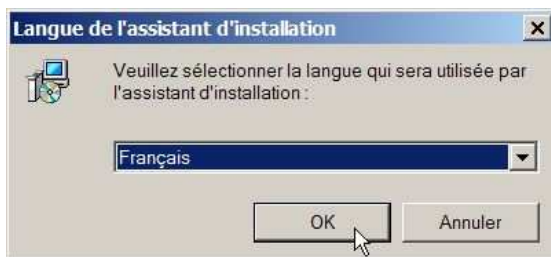 Langue de l'assistant d'installation
Veuillez sélectionner la langue qui sera utilisée par
l'assistant d'installation :
Français
OK
Annuler